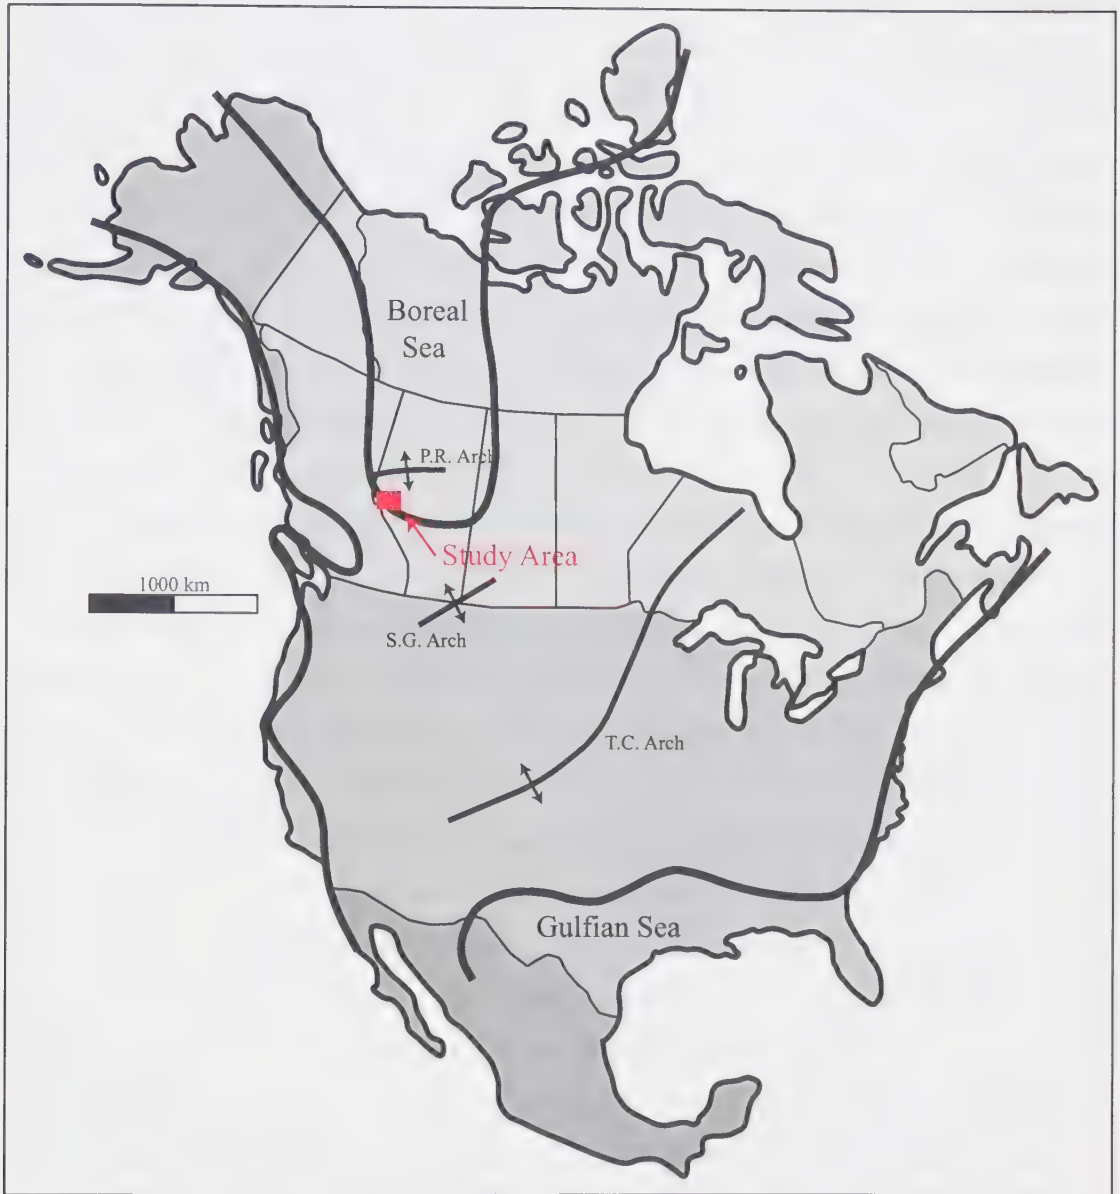 Boreal
Sea
P.R. Arch
Study Area
1000 km
S.G. Arch
T.C. Arch
Gulfian Sea